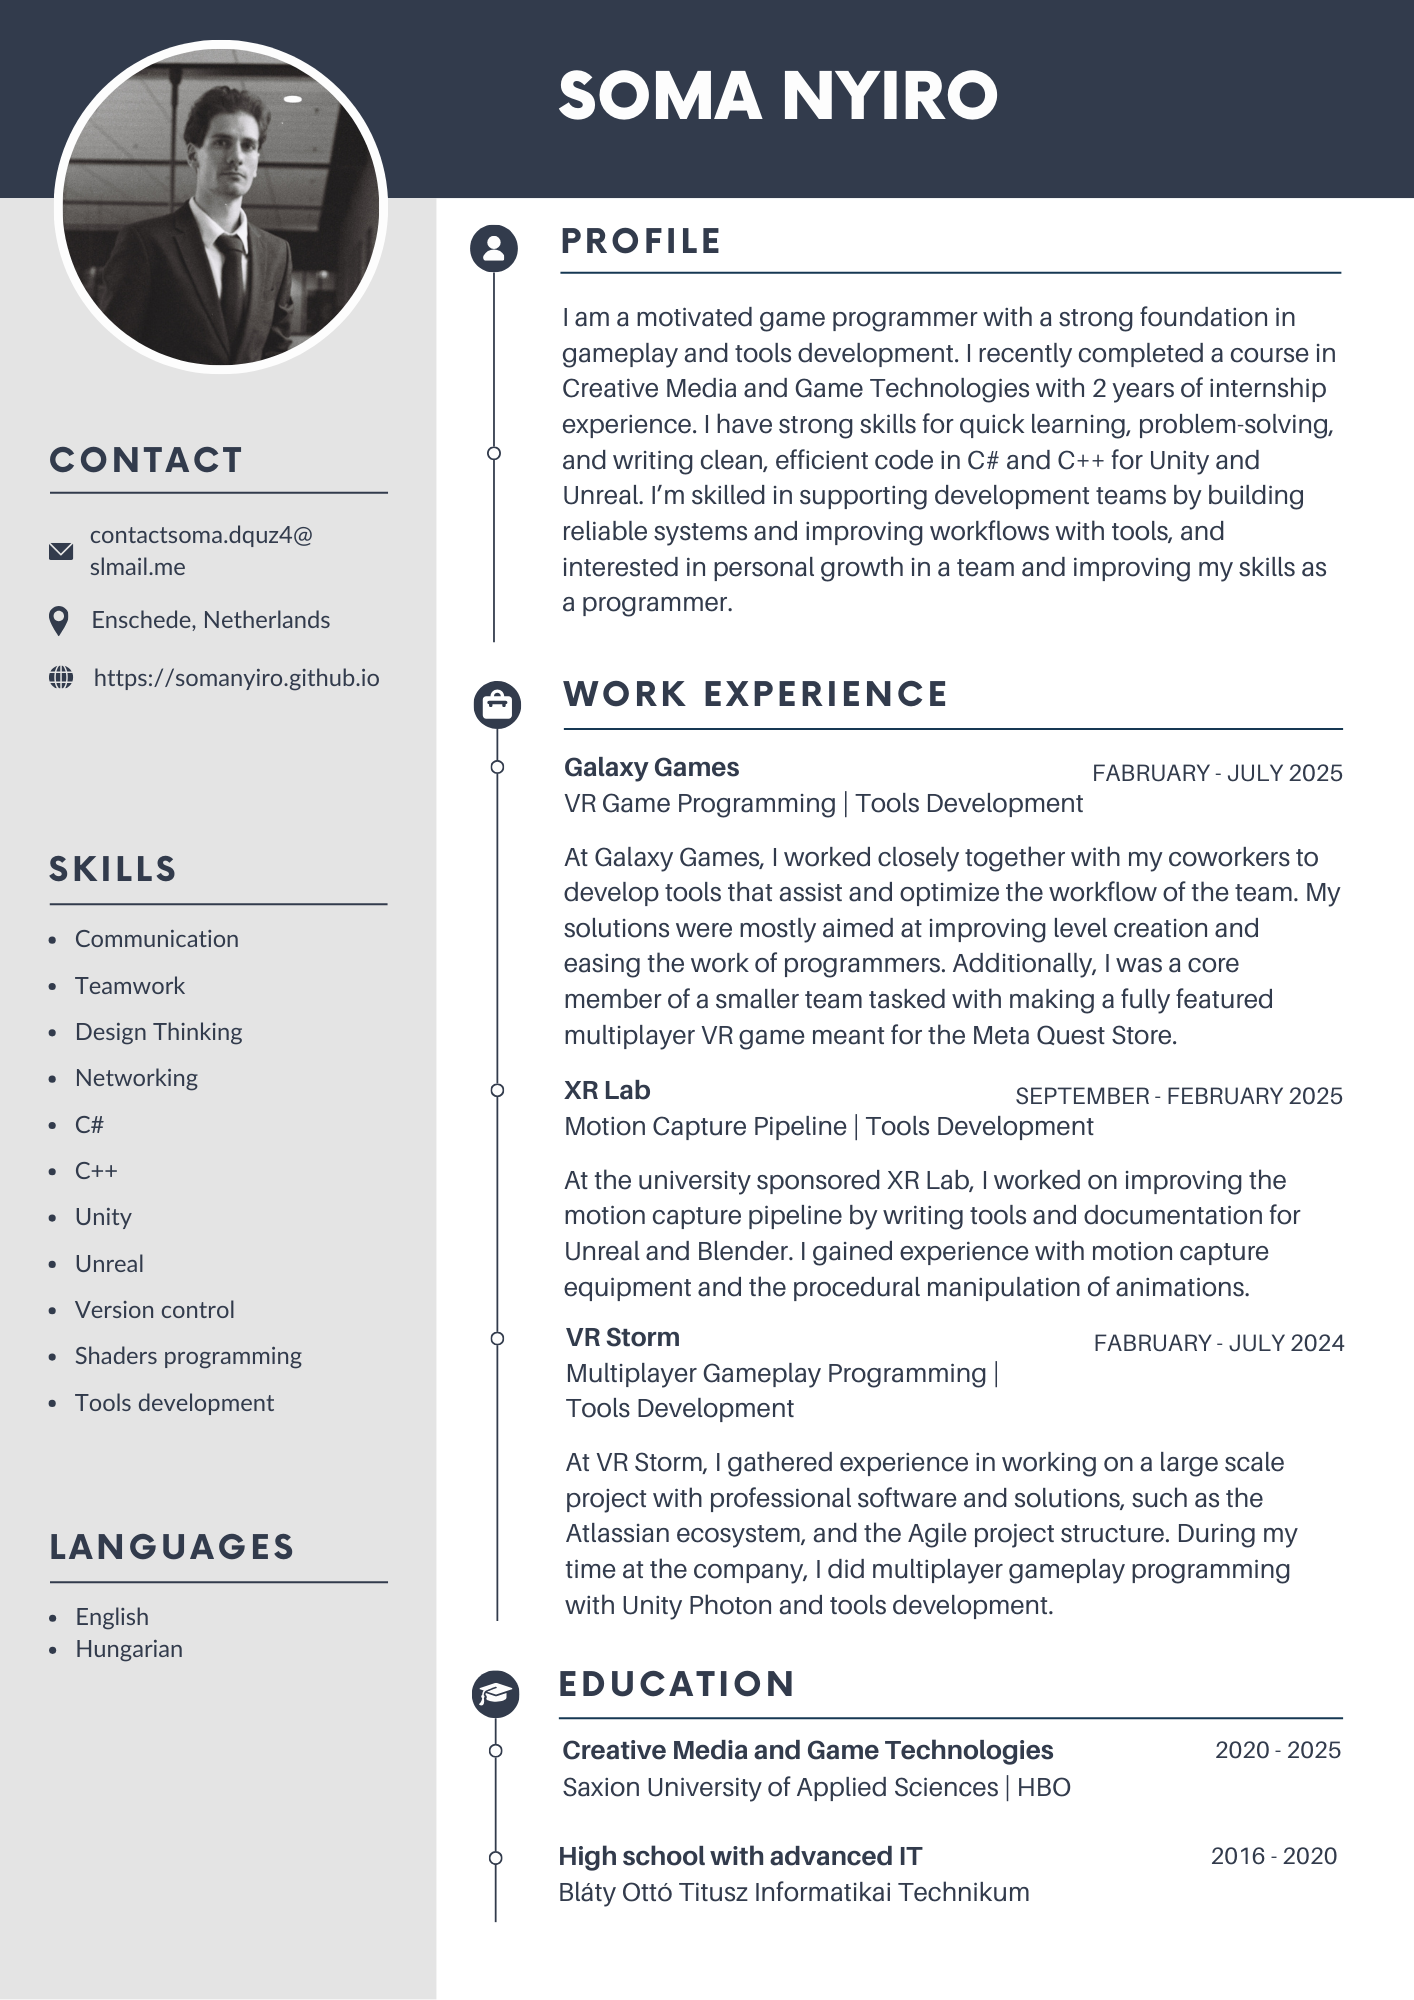 SOMA NYIRO
CONTACT
contactsoma.dquz4@
slmail.me
Enschede, Netherlands
https://somanyiro.github.io
SKILLS
• Communication
• Teamwork
• Design Thinking
• Networking
• C#
• C++
• Unity
• Unreal
• Version control
• Shaders programming
• Tools development
LANGUAGES
• English
• Hungarian
PROFILE
I am a motivated game programmer with a strong foundation in
gameplay and tools development. I recently completed a course in
Creative Media and Game Technologies with 2 years of internship
experience. I have strong skills for quick learning, problem-solving,
and writing clean, efficient code in C# and C++ for Unity and
Unreal. I’m skilled in supporting development teams by building
reliable systems and improving workflows with tools, and
interested in personal growth in a team and improving my skills as
a programmer.
WORK EXPERIENCE
Galaxy Games FABRUARY - JULY 2025
VR Game Programming | Tools Development
At Galaxy Games, I worked closely together with my coworkers to
develop tools that assist and optimize the workflow of the team. My
solutions were mostly aimed at improving level creation and
easing the work of programmers. Additionally, I was a core
member of a smaller team tasked with making a fully featured
multiplayer VR game meant for the Meta Quest Store.
XR Lab SEPTEMBER - FEBRUARY 2025
Motion Capture Pipeline | Tools Development
At the university sponsored XR Lab, I worked on improving the
motion capture pipeline by writing tools and documentation for
Unreal and Blender. I gained experience with motion capture
equipment and the procedural manipulation of animations.
VR Storm FABRUARY - JULY 2024
Multiplayer Gameplay Programming |
Tools Development
At VR Storm, I gathered experience in working on a large scale
project with professional software and solutions, such as the
Atlassian ecosystem, and the Agile project structure. During my
time at the company, I did multiplayer gameplay programming
with Unity Photon and tools development.
EDUCATION
Creative Media and Game Technologies 2020 - 2025
Saxion University of Applied Sciences | HBO
High school with advanced IT 2016 - 2020
Bláty Ottó Titusz Informatikai Technikum